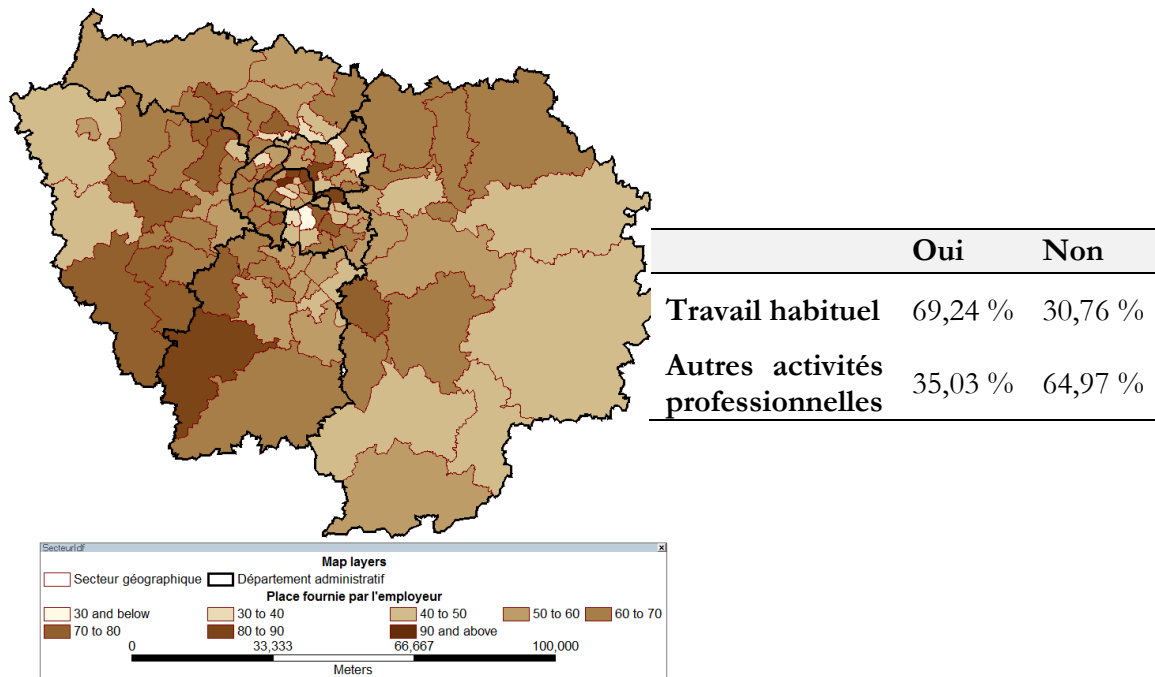 Oui Non
Travail habituel 69,24 % 30,76 %
Autres activités
professionnelles 35,03 % 64,97 %
SecteurIdf x
Map layers
Secteur géographique Département administratif
Place fournie par l'employeur
30 and below 30 to 40 40 to 50 50 to 60 60 to 70
70 to 80 80 to 90 90 and above
0 33,333 66,667 100,000
Meters